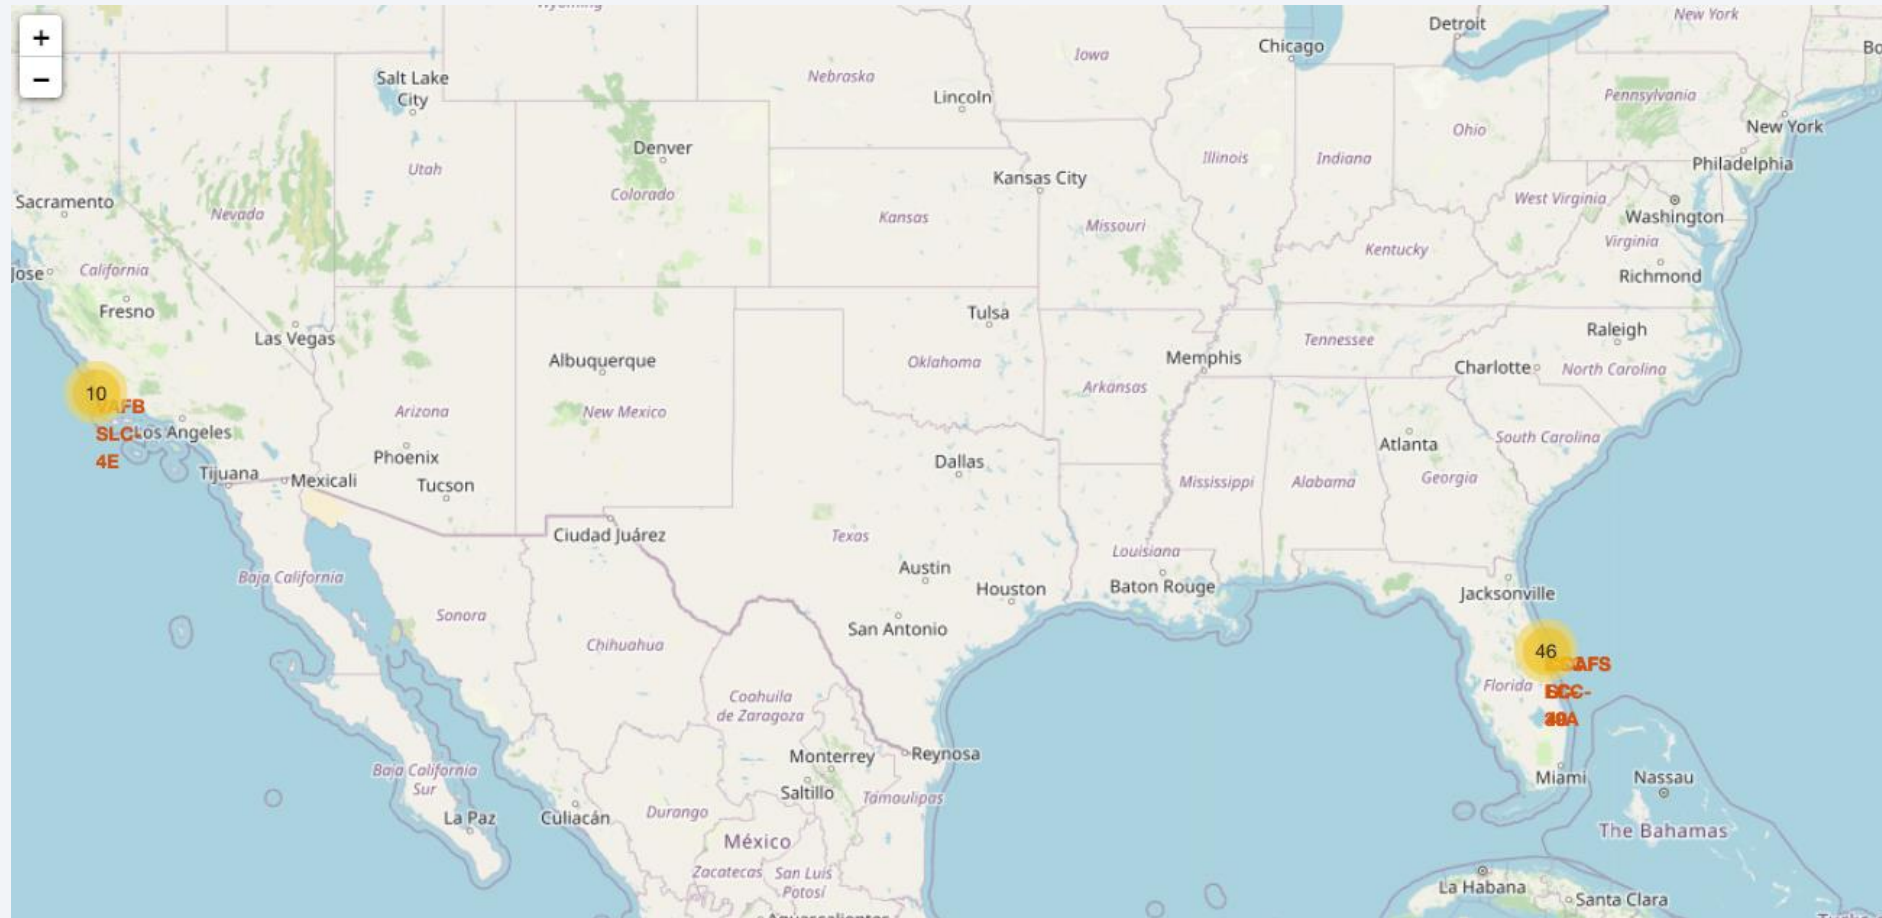 +
−
Wyoming
Detroit
New York
Chicago
Iowa
Salt Lake
City
Nebraska
Lincoln
Pennsylvania
New York
Ohio
Denver
Illinois
Indiana
Philadelphia
Utah
Colorado
Kansas City
Sacramento
Nevada
Kansas
Missouri
West Virginia
Washington
Virginia
Kentucky
Jose
California
Richmond
Fresno
Las Vegas
Tulsa
Raleigh
Tennessee
Albuquerque
Oklahoma
Memphis
Charlotte
North Carolina
Arkansas
10
VAFB
SLC-
4E
Los Angeles
Arizona
New Mexico
Atlanta
South Carolina
Phoenix
Dallas
Tijuana
Mexicali
Tucson
Mississippi
Alabama
Georgia
Ciudad Juárez
Texas
Louisiana
Baja California
Austin
Houston
Baton Rouge
Jacksonville
Sonora
San Antonio
Chihuahua
46
Florida
Coahuila
de Zaragoza
Monterrey
Reynosa
Baja California
Sur
Saltillo
Tamaulipas
Miami
Nassau
La Paz
Culiacán
Durango
The Bahamas
México
Zacatecas
San Luis
Potosí
La Habana
Santa Clara
Aguascalientes